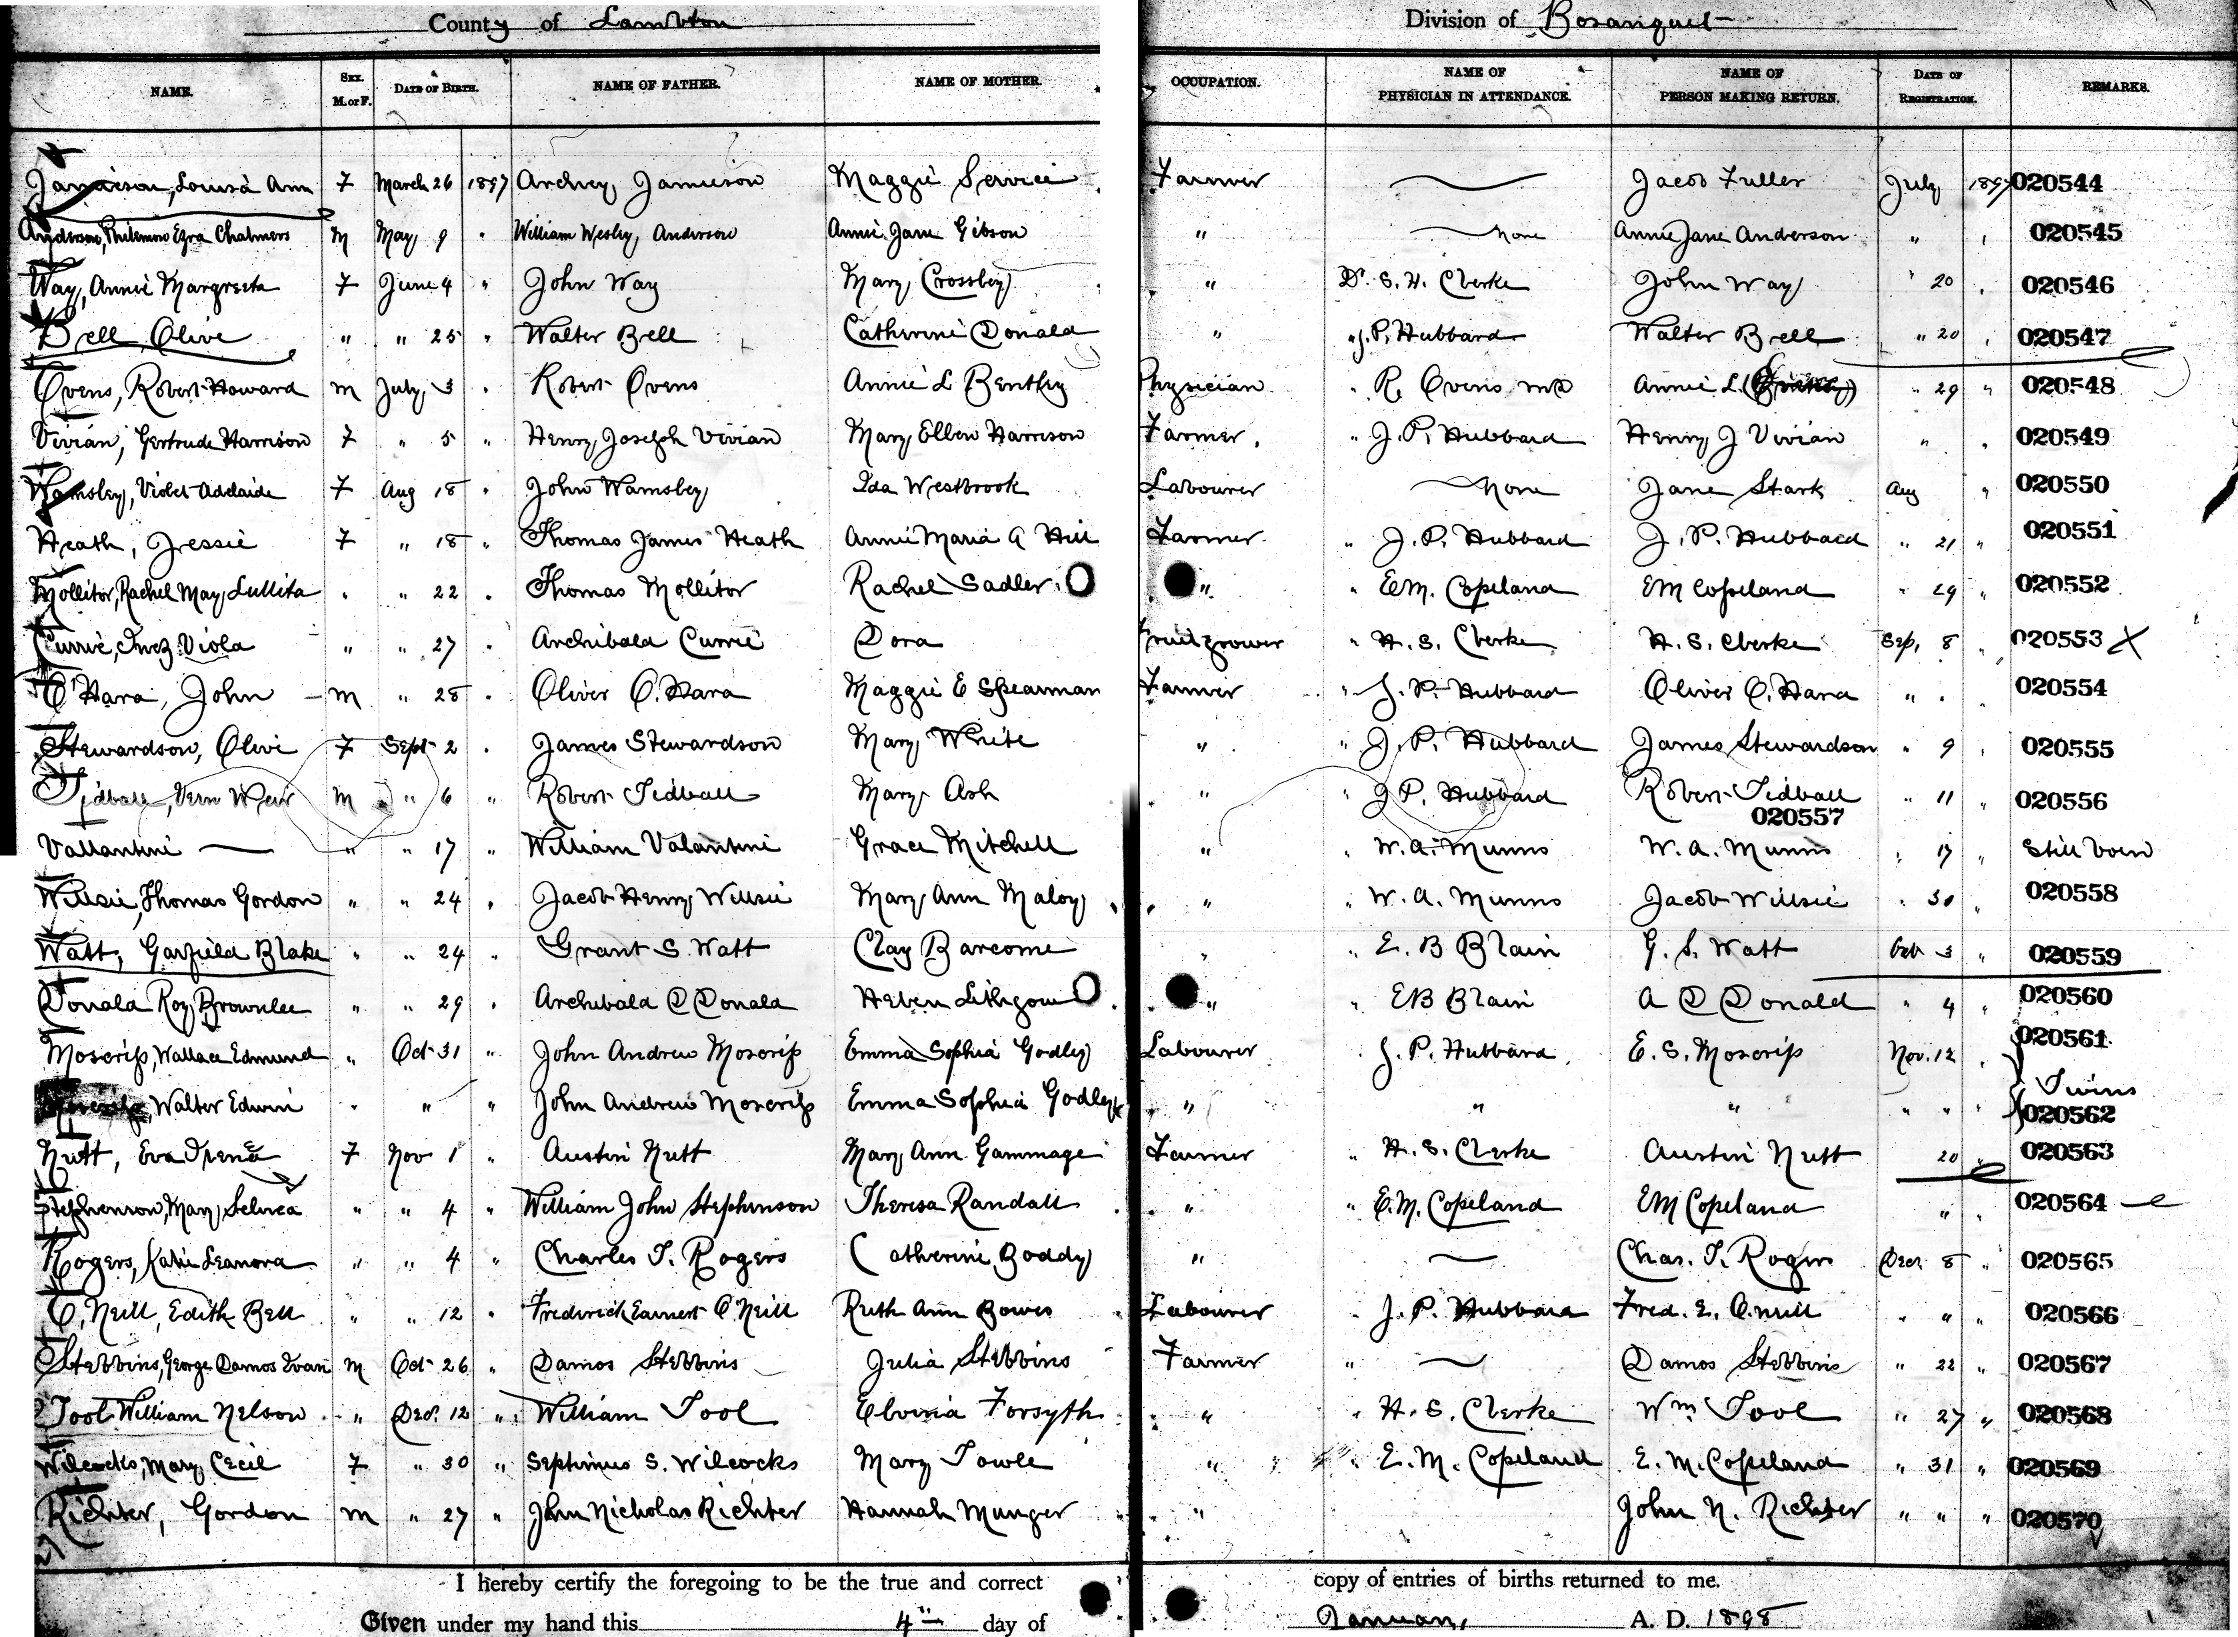 County of Lambton Division of Bosanquet
NAME. SEX. M. or F. DATE OF BIRTH. NAME OF FATHER. NAME OF MOTHER. OCCUPATION. NAME OF PHYSICIAN IN ATTENDANCE. NAME OF PERSON MAKING RETURN. DATE OF REGISTRATION. REMARKS.
Jamieson, Louisa Ann F March 26 1897 Archey Jamieson Maggie Service Farmer Jacob Fuller July 1897 020544
Anderson, Philemon Ezra Chalmers M May 9 " William Wesley Anderson Annie Jane Gibson " None Annie Jane Anderson " " 020545
Way, Annie Margreeta F June 4 " John Way Mary Crossley " Dr. S. H. Clerke John Way " 20 " 020546
Bell, Olive " " 25 " Walter Bell Catherine Donald " " J. P. Hubbard Walter Bell " 20 " 020547
Ovens, Robert Howard M July 3 " Robert Ovens Annie L Bentley Physician " R. Ovens MD Annie L. " 29 " 020548
Vivian, Gertrude Harrison F " 5 " Henry Joseph Vivian Mary Ellen Harrison Farmer " J. P. Hubbard Henry J Vivian " " 020549
Wamsley, Violet Adelaide F Aug 18 " John Wamsley Ida Westbrook Labourer None Jane Stark Aug " 020550
Heath, Jessie F " 18 " Thomas James Heath Annie Maria A Hill Farmer " J. P. Hubbard J. P. Hubbard " 21 " 020551
Mollitor, Rachel May Lullita " " 22 " Thomas Mollitor Rachel Sadler " " E M. Copeland E M Copeland " 29 " 020552
Currie, Inez Viola " " 27 " Archibald Currie Dora Fruit grower " H. S. Clerke H. S. Clerke Sep. 8 " 020553 X
O'Hara, John M " 28 " Oliver O.Hara Maggie E Spearman Farmer " J. P. Hubbard Oliver O.Hara " " 020554
Stewardson, Olive F Sept 2 " James Stewardson Mary White " " J. P. Hubbard James Stewardson " 9 " 020555
Tidball, Vern Weir M " 6 " Robert Tidball Mary Ash " " J P. Hubbard Robert Tidball " 11 " 020556
020557
Vallantine — " " 17 " William Valantine Grace Mitchell " " W. A. Munns W. A. Munns " 17 " Still born
Willsie, Thomas Gordon " " 24 " Jacob Henry Willsie Mary Ann Maloy " " W. A. Munns Jacob Willsie " 30 " 020558
Watt, Garfield Blake " " 24 " Grant S. Watt Clay Barcome " " E. B Blain G. S. Watt Oct 3 " 020559
Donald Roy Brownlee " " 29 " Archibald D Donald Helen Lithgow " " E B Blain A D Donald " 4 " 020560
Moscrip, Wallace Edmund " Oct 31 " John Andrew Moscrip Emma Sophia Godley Labourer " J. P. Hubbard E. S. Moscrip Nov. 12 " 020561
Twins
Moscrip Walter Edwin " " " John Andrew Moscrip Emma Sophia Godley " " " " " " 020562
Nutt, Eva Irena F Nov 1 " Austin Nutt Mary Ann Gammage Farmer " H. S. Clerke Austin Nutt 20 " 020563
Stephenson, Mary Selina " " 4 " William John Stephenson Theresa Randall " " E. M. Copeland E M Copeland " " 020564
Rogers, Katie Leanora " " 4 " Charles T. Rogers Catherine Boddy " Chas. T. Rogers Dec. 8 " 020565
O'Neill, Edith Bell " " 12 " Frederick Earnest O'Neill Ruth Ann Bowes Labourer " J. P. Hubbard Fred. E. O.neill " " " 020566
Stebbins, George Damos Ivan M Oct 26 " Damos Stebbins Julia Stebbins Farmer " Damos Stebbins " 22 " 020567
Tool William Nelson " Dec. 12 " William Tool Elvina Forsyth " " H. S. Clerke Wm Tool " 27 " 020568
Wilcocks, Mary Cecil F " 30 " Septimus S. Wilcocks Mary Towle " " E. M. Copeland E. M. Copeland " 31 " 020569
Richter, Gordon M " 27 " John Nicholas Richter Hannah Munger " John N. Richter " " " 020570
I hereby certify the foregoing to be the true and correct copy of entries of births returned to me.
Given under my hand this 4th day of January, A. D. 1898